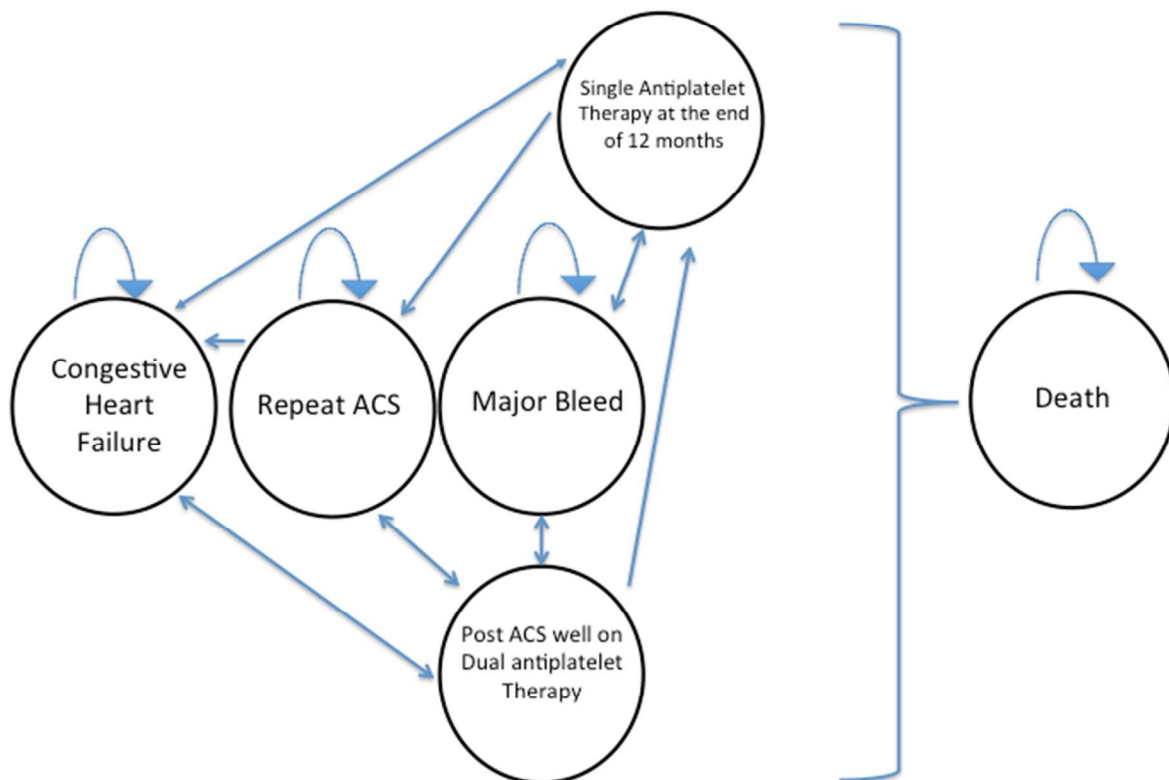 Single Antiplatelet
Therapy at the end
of 12 months
Congestive
Heart
Failure
Repeat ACS
Major Bleed
Death
Post ACS well on
Dual antiplatelet
Therapy